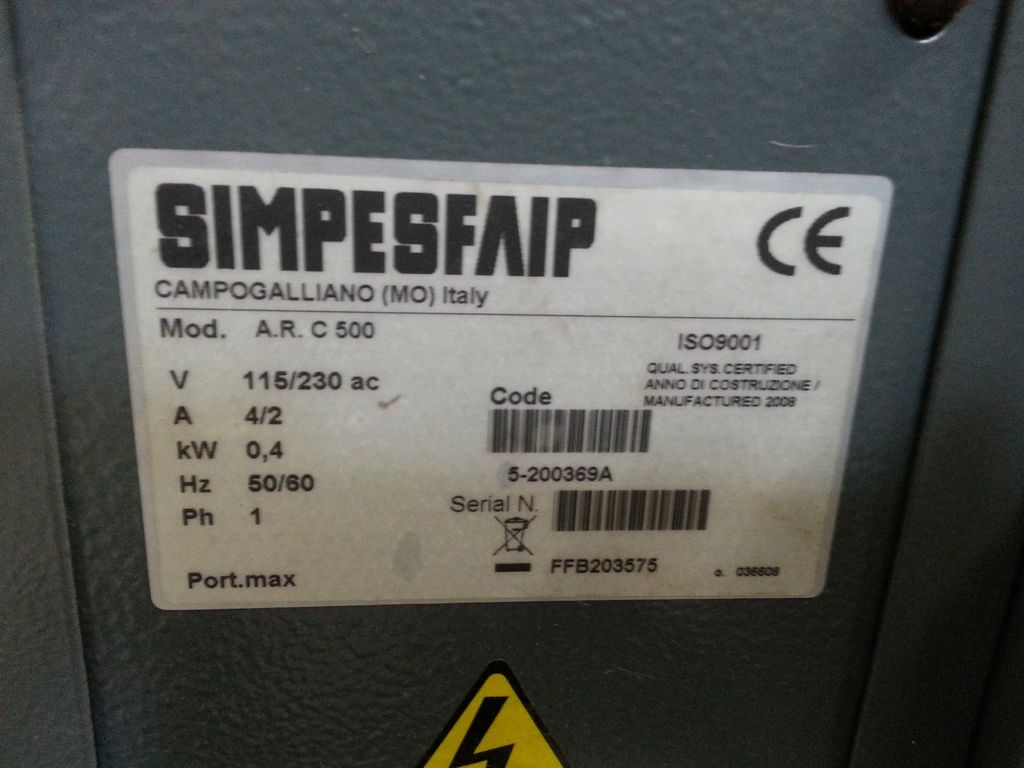 SIMPESFAIP
CE
CAMPOGALLIANO (MO) Italy
Mod. A.R. C 500
ISO9001
QUAL. SYS. CERTIFIED
ANNO DI COSTRUZIONE /
MANUFACTURED 2008
V 115/230 ac
A 4/2
kW 0,4
Hz 50/60
Ph 1
Port.max
Code
5-200369A
Serial N.
FFB203575
o. 036608